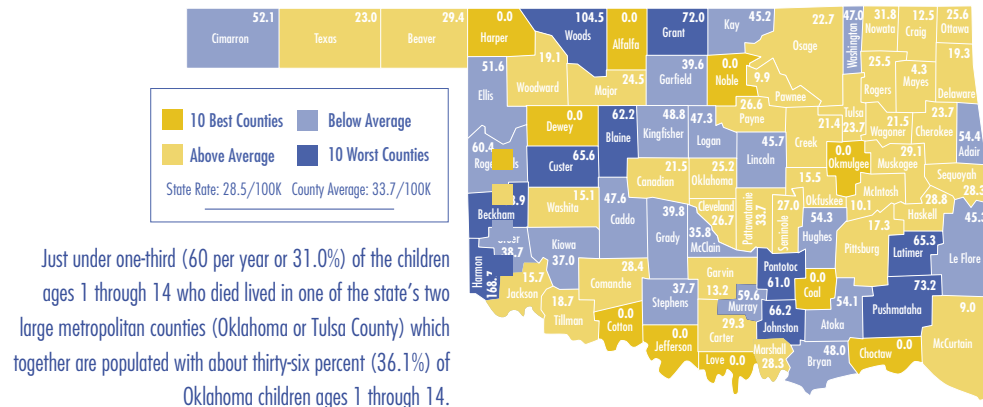 52.1
Cimarron
23.0
Texas
29.4
Beaver
0.0
Harper
104.5
Woods
0.0
Alfalfa
72.0
Grant
45.2
Kay
22.7
Osage
47.0
Washington
31.8
Nowata
12.5
Craig
25.6
Ottawa
51.6
Ellis
19.1
Woodward
24.5
Major
39.6
Garfield
0.0
Noble
9.9
Pawnee
25.5
Rogers
4.3
Mayes
19.3
Delaware
10 Best Counties
Below Average
Above Average
10 Worst Counties
State Rate: 28.5/100K County Average: 33.7/100K
0.0
Dewey
62.2
Blaine
48.8
Kingfisher
47.3
Logan
26.6
Payne
21.4
Creek
Tulsa
23.7
21.5
Wagoner
23.7
Cherokee
54.4
Adair
60.4
65.6
Custer
21.5
Canadian
25.2
Oklahoma
45.7
Lincoln
0.0
Okmulgee
29.1
Muskogee
Sequoyah
28.3
Beckham
15.1
Washita
47.6
Caddo
39.8
Grady
Cleveland
26.7
Pottawatomie
33.7
Seminole
27.0
15.5
Okfuskee
McIntosh
10.1
28.8
Haskell
38.7
Kiowa
37.0
35.8
McClain
54.3
Hughes
17.3
Pittsburg
65.3
Latimer
45.3
Le Flore
Harmon
15.7
Jackson
18.7
Tillman
28.4
Comanche
37.7
Stephens
Garvin
13.2
Pontotoc
61.0
0.0
Coal
59.6
Murray
54.1
Atoka
73.2
Pushmataha
9.0
McCurtain
0.0
Cotton
0.0
Jefferson
29.3
Carter
66.2
Johnston
Love 0.0
Marshall
28.3
48.0
Bryan
0.0
Choctaw
Just under one-third (60 per year or 31.0%) of the children
ages 1 through 14 who died lived in one of the state's two
large metropolitan counties (Oklahoma or Tulsa County) which
together are populated with about thirty-six percent (36.1%) of
Oklahoma children ages 1 through 14.